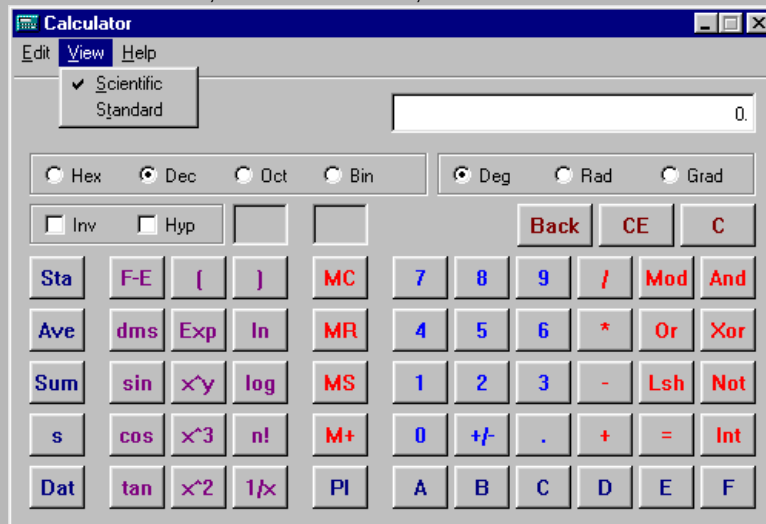 Calculator
Edit View Help
Scientific
Standard
0.
Hex Dec Oct Bin Deg Rad Grad
Inv Hyp Back CE C
Sta F-E ( ) MC 7 8 9 / Mod And
Ave dms Exp ln MR 4 5 6 * Or Xor
Sum sin x^y log MS 1 2 3 - Lsh Not
s cos x^3 n! M+ 0 +/- . + = Int
Dat tan x^2 1/x PI A B C D E F